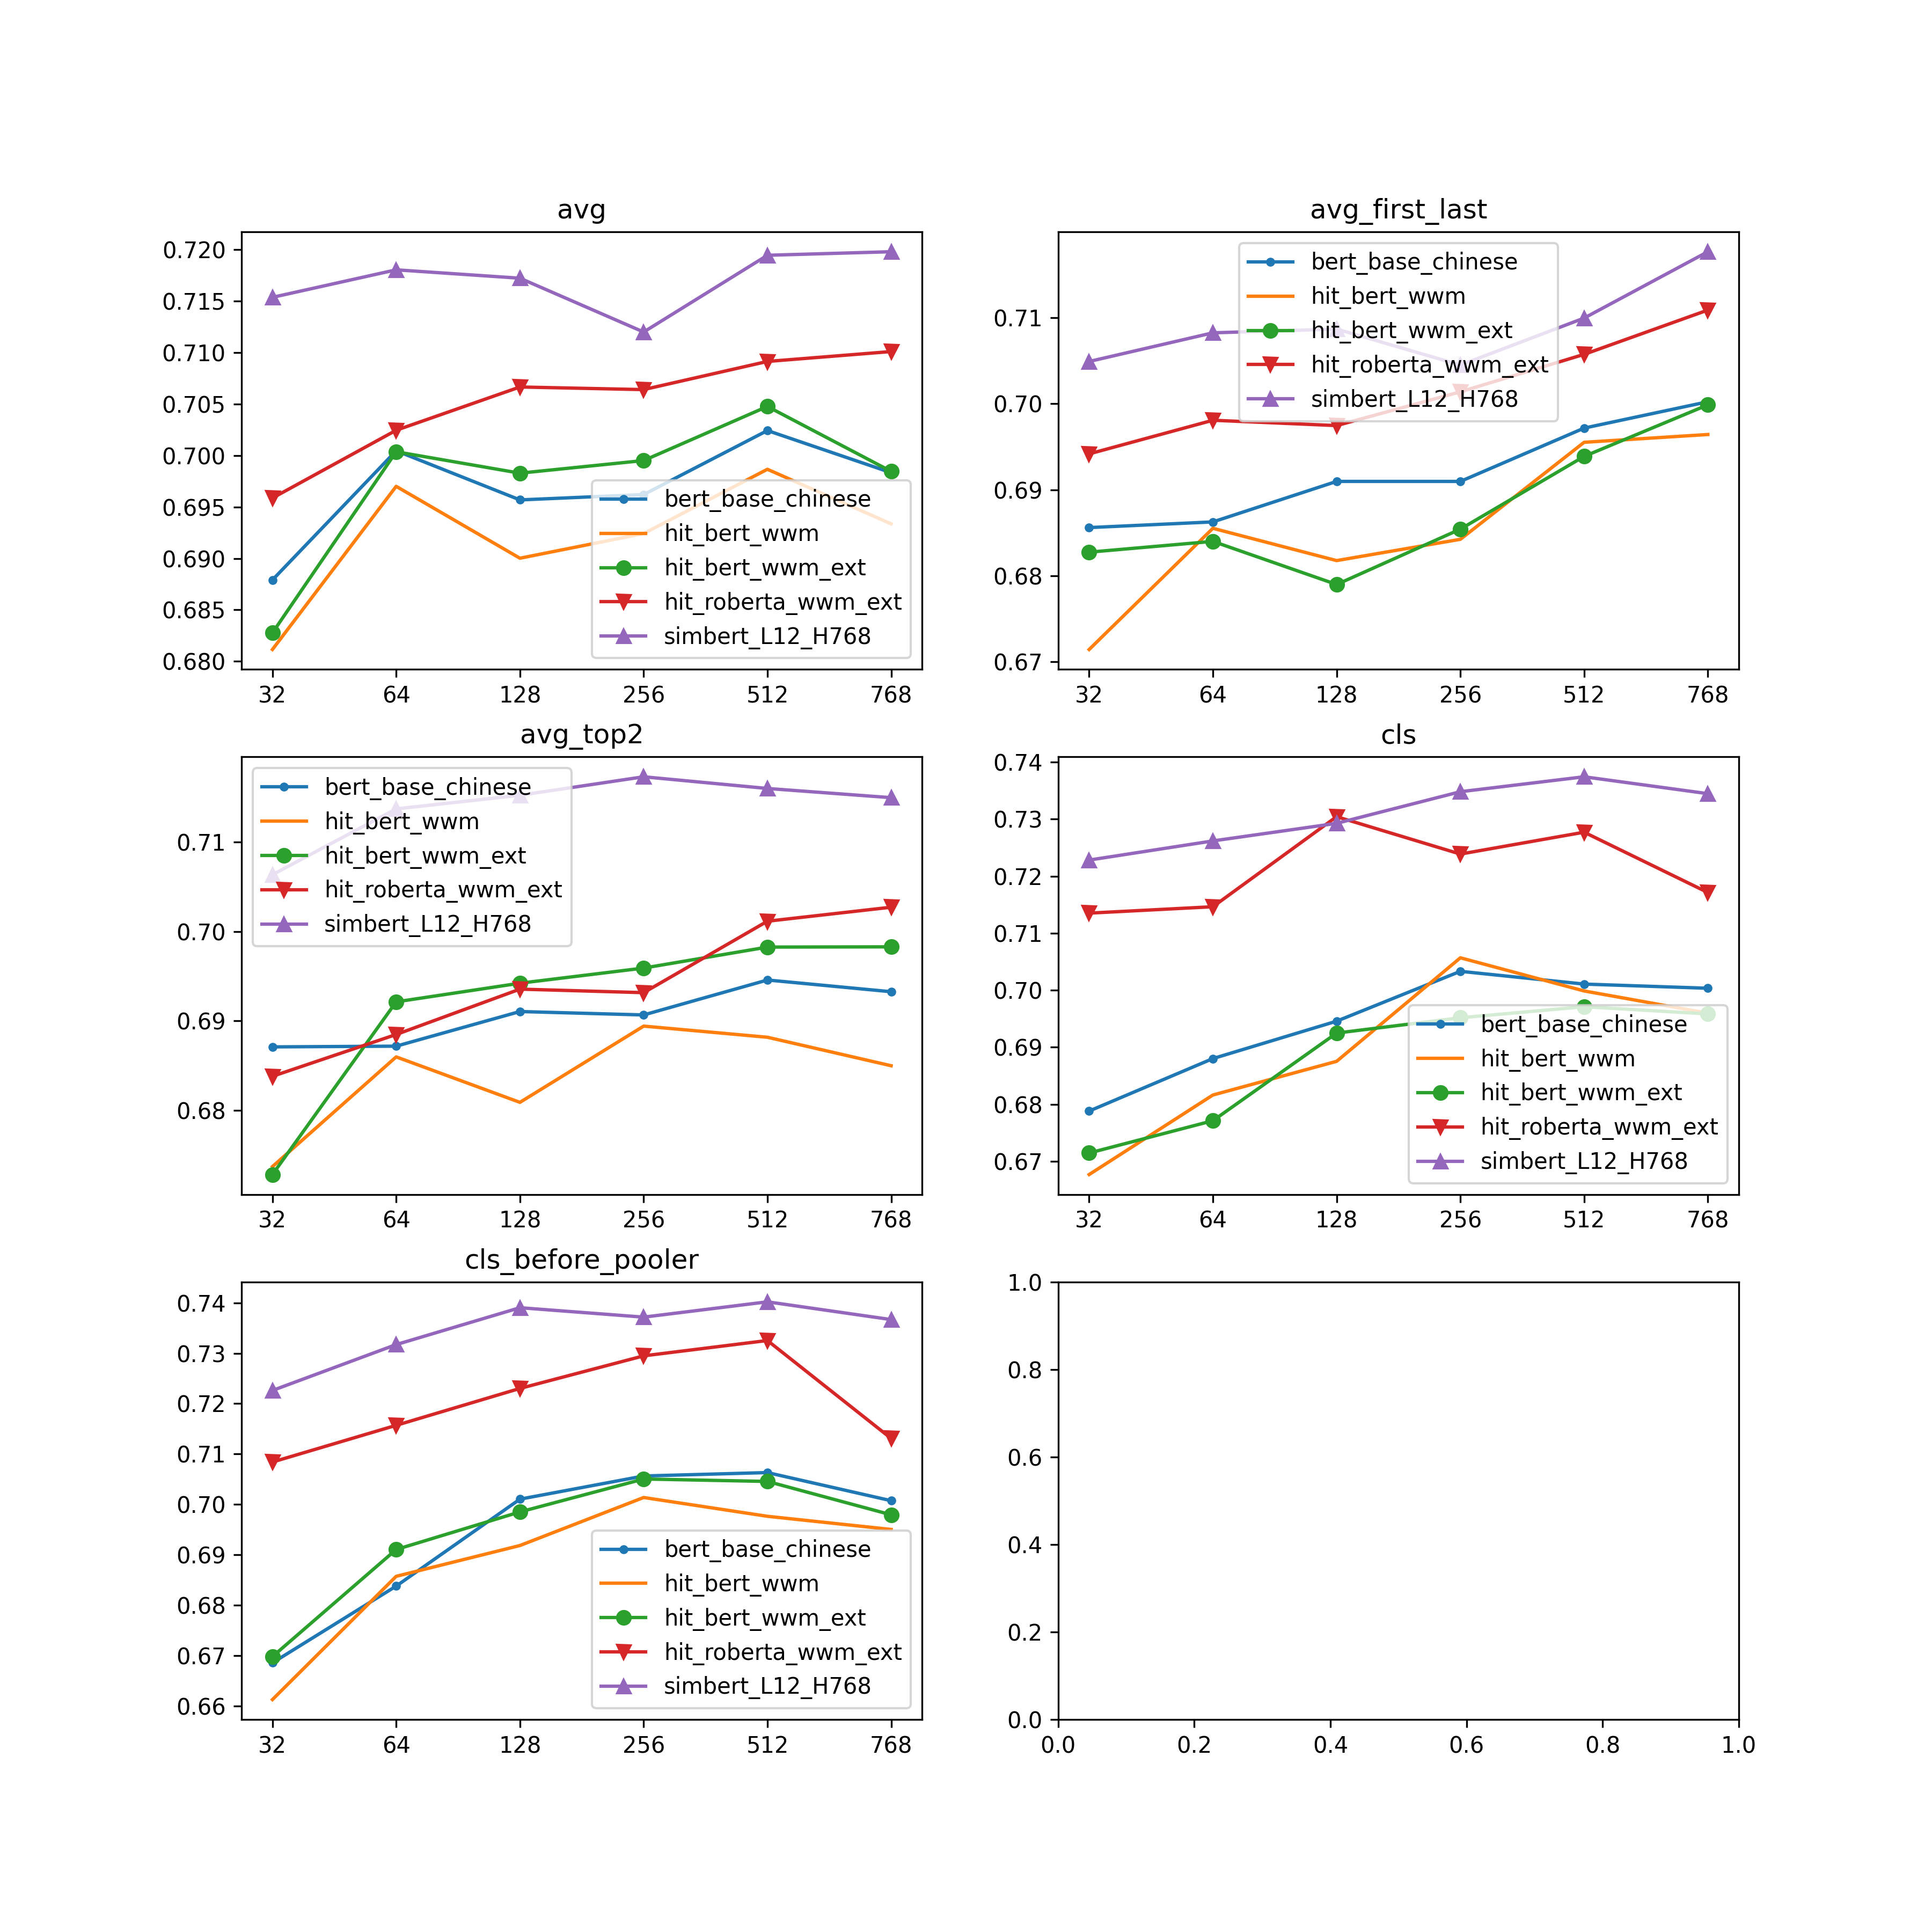 avg
0.720
0.715
0.710
0.705
0.700
0.695
0.690
0.685
0.680
bert_base_chinese
hit_bert_wwm
hit_bert_wwm_ext
hit_roberta_wwm_ext
simbert_L12_H768
32 64 128 256 512 768
avg_first_last
0.71
0.70
0.69
0.68
0.67
bert_base_chinese
hit_bert_wwm
hit_bert_wwm_ext
hit_roberta_wwm_ext
simbert_L12_H768
32 64 128 256 512 768
avg_top2
0.71
0.70
0.69
0.68
bert_base_chinese
hit_bert_wwm
hit_bert_wwm_ext
hit_roberta_wwm_ext
simbert_L12_H768
32 64 128 256 512 768
cls
0.74
0.73
0.72
0.71
0.70
0.69
0.68
0.67
bert_base_chinese
hit_bert_wwm
hit_bert_wwm_ext
hit_roberta_wwm_ext
simbert_L12_H768
32 64 128 256 512 768
cls_before_pooler
0.74
0.73
0.72
0.71
0.70
0.69
0.68
0.67
0.66
bert_base_chinese
hit_bert_wwm
hit_bert_wwm_ext
hit_roberta_wwm_ext
simbert_L12_H768
32 64 128 256 512 768
1.0
0.8
0.6
0.4
0.2
0.0
0.0 0.2 0.4 0.6 0.8 1.0